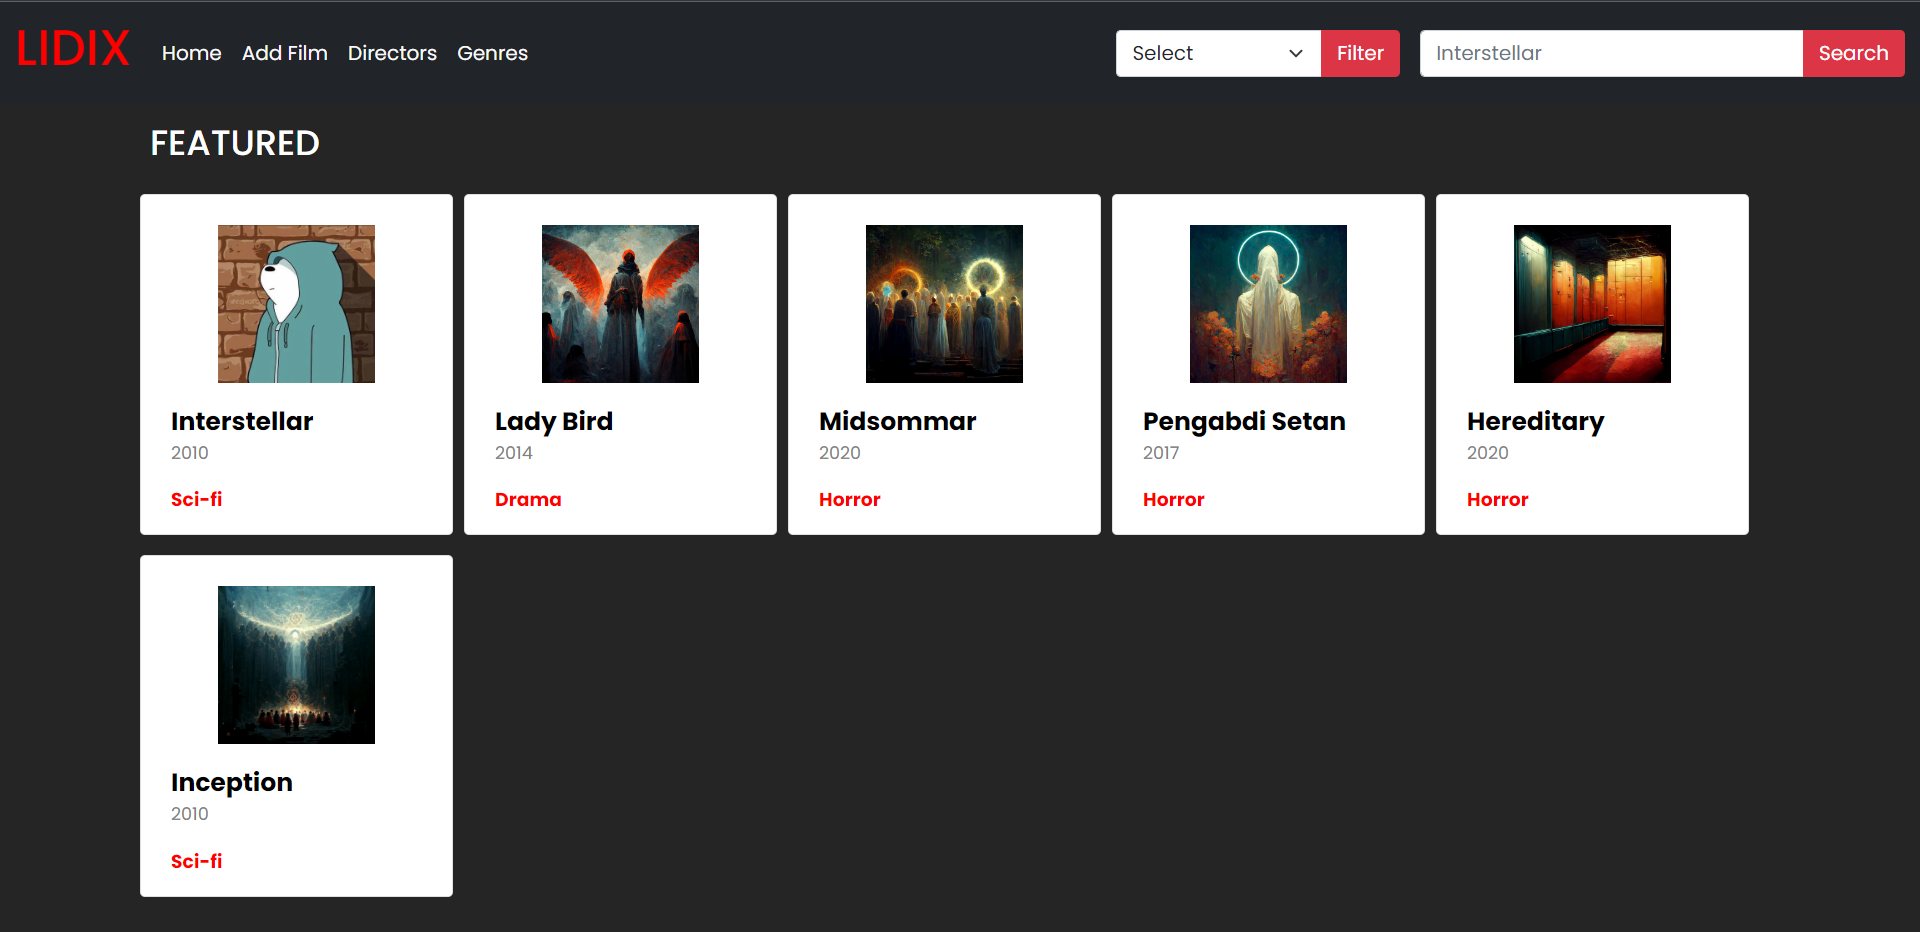 LIDIX Home Add Film Directors Genres Select Filter Interstellar Search
FEATURED
Interstellar
2010
Sci-fi
Lady Bird
2014
Drama
Midsommar
2020
Horror
Pengabdi Setan
2017
Horror
Hereditary
2020
Horror
Inception
2010
Sci-fi